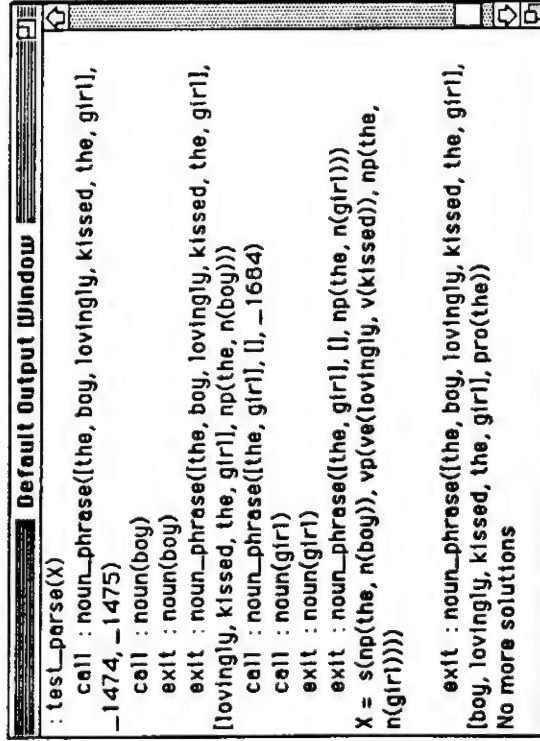 Default Output Window
: test_parse(X)
call : noun_phrase([the, boy, lovingly, kissed, the, girl],
_1474, _1475)
call : noun(boy)
exit : noun(boy)
exit : noun_phrase([the, boy, lovingly, kissed, the, girl],
[lovingly, kissed, the, girl], np(the, n(boy)))
call : noun_phrase([the, girl], [], _1684)
call : noun(girl)
exit : noun(girl)
exit : noun_phrase([the, girl], [], np(the, n(girl)))
X = s(np(the, n(boy)), vp(ve(lovingly, v(kissed)), np(the,
n(girl))))
exit : noun_phrase([the, boy, lovingly, kissed, the, girl],
[boy, lovingly, kissed, the, girl], pro(the))
No more solutions